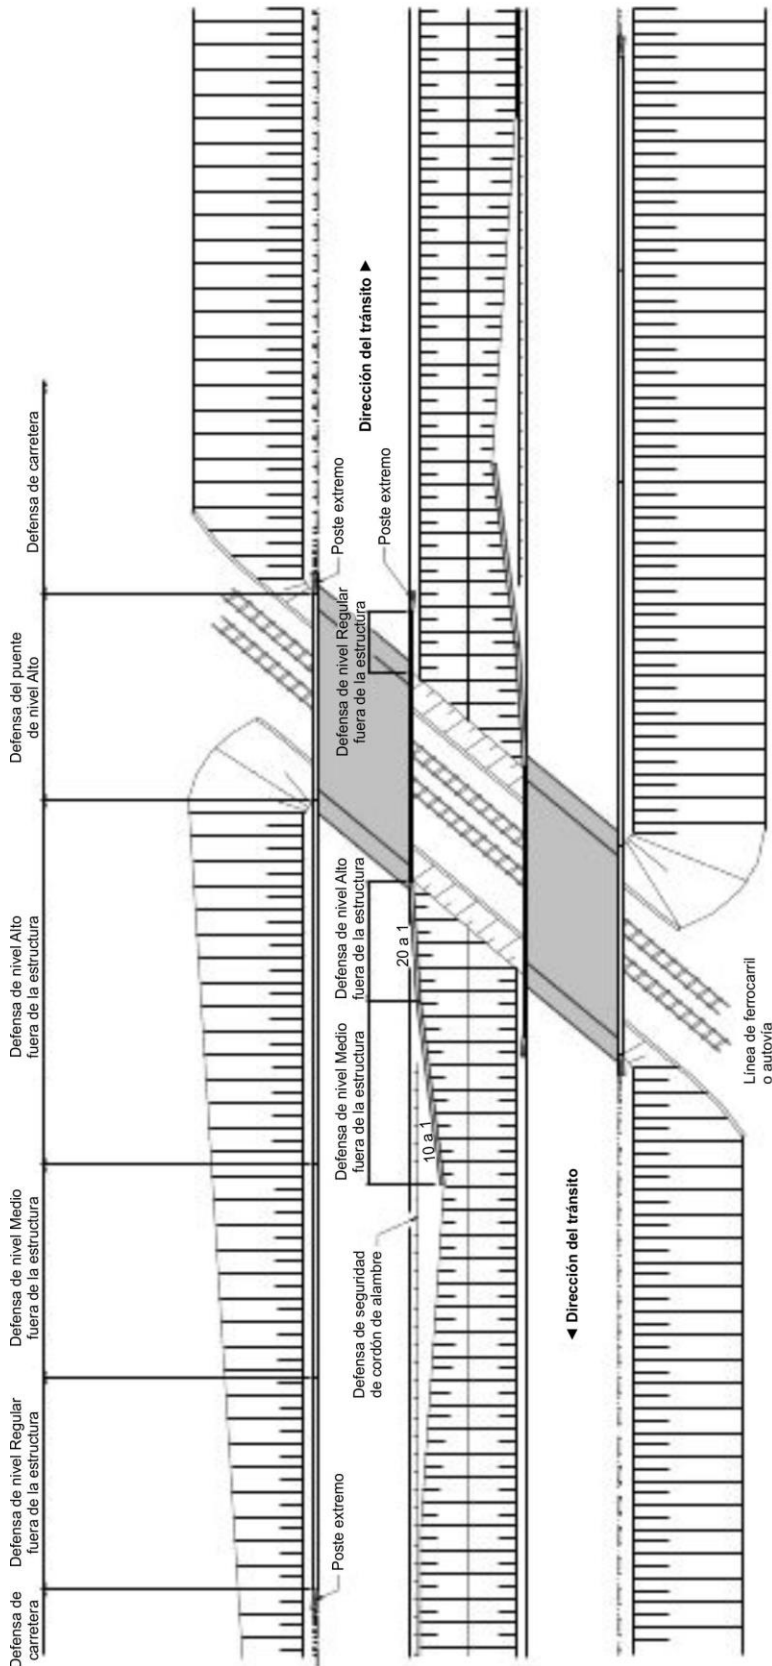 Defensa de
carretera
Defensa de nivel Regular
fuera de la estructura
Defensa de nivel Medio
fuera de la estructura
Defensa de nivel Alto
fuera de la estructura
Defensa del puente
de nivel Alto
Defensa de carretera
Poste extremo
Poste extremo
Dirección del tránsito ►
Defensa de seguridad
de cordón de alambre
Defensa de nivel Medio
fuera de la estructura
Defensa de nivel Alto
fuera de la estructura
Defensa de nivel Regular
fuera de la estructura
Poste extremo
10 a 1
20 a 1
◄ Dirección del tránsito
Línea de ferrocarril
o autovía